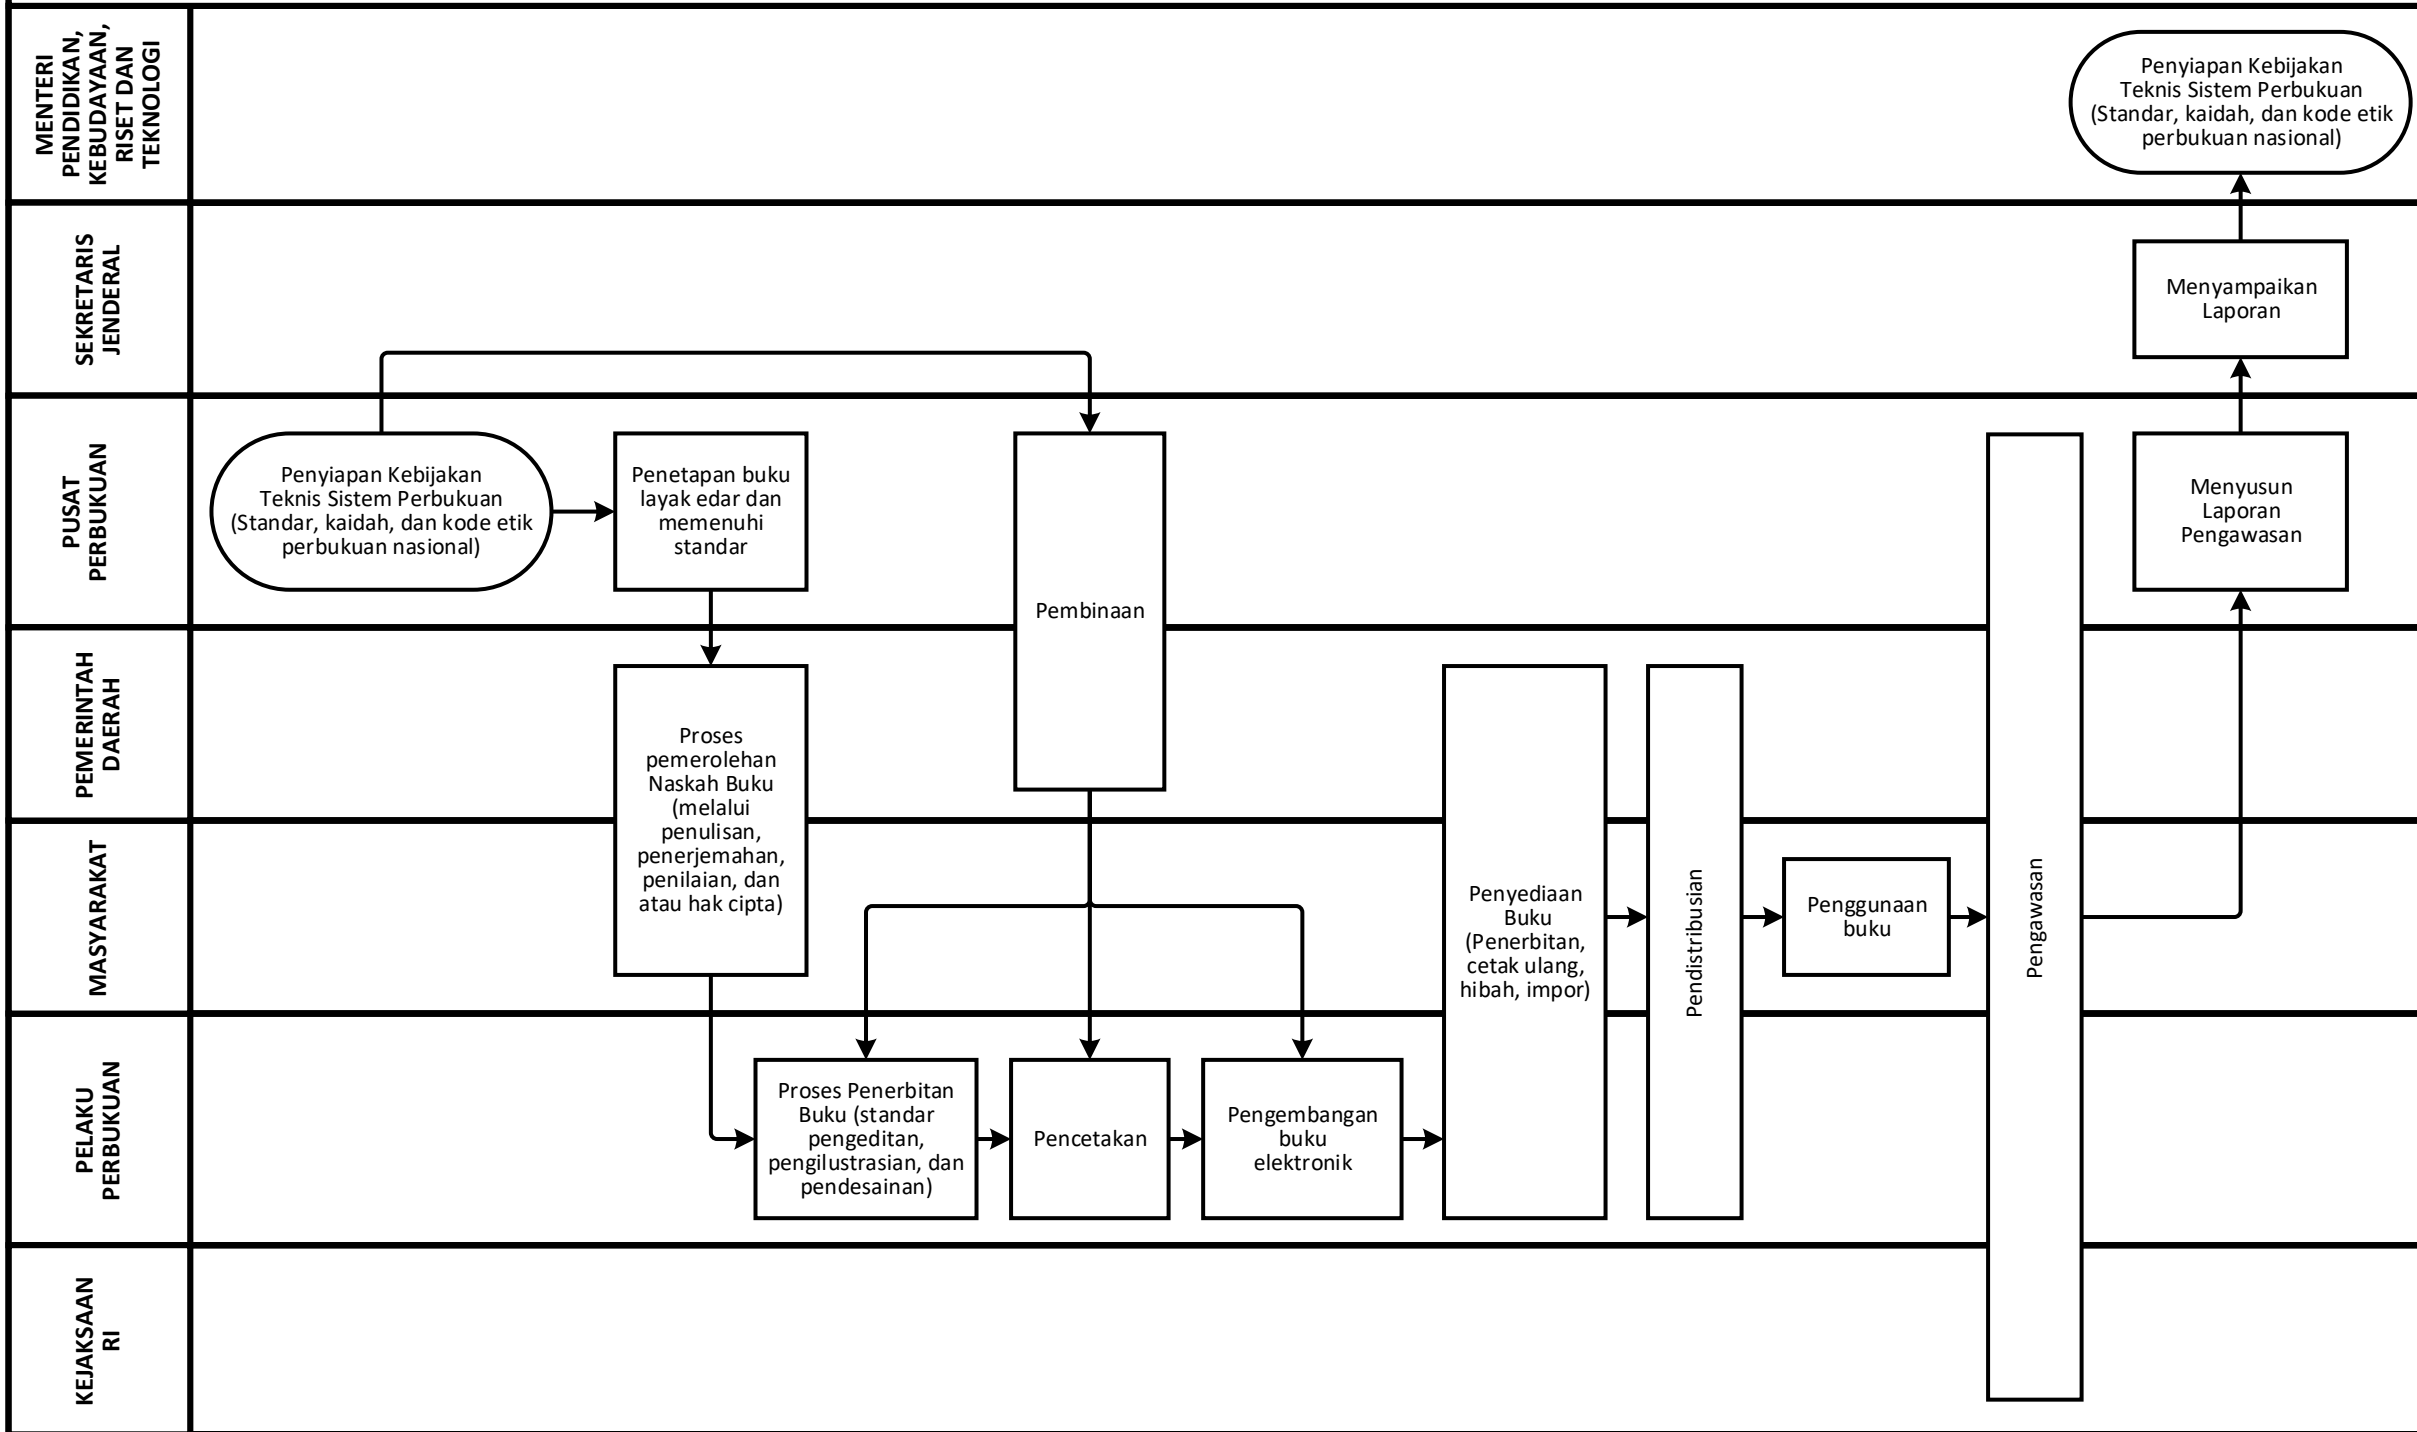 MENTERI
PENDIDIKAN,
KEBUDAYAAN,
RISET DAN
TEKNOLOGI
Penyiapan Kebijakan
Teknis Sistem Perbukuan
(Standar, kaidah, dan kode etik
perbukuan nasional)
SEKRETARIS
JENDERAL
Menyampaikan
Laporan
PUSAT
PERBUKUAN
Penyiapan Kebijakan
Teknis Sistem Perbukuan
(Standar, kaidah, dan kode etik
perbukuan nasional)
Penetapan buku
layak edar dan
memenuhi
standar
Pembinaan
Menyusun
Laporan
Pengawasan
PEMERINTAH
DAERAH
Proses
pemerolehan
Naskah Buku
(melalui
penulisan,
penerjemahan,
penilaian, dan
atau hak cipta)
MASYARAKAT
Penyediaan
Buku
(Penerbitan,
cetak ulang,
hibah, impor)
Pendistribusian
Penggunaan
buku
Pengawasan
PELAKU
PERBUKUAN
Proses Penerbitan
Buku (standar
pengeditan,
pengilustrasian, dan
pendesainan)
Pencetakan
Pengembangan
buku
elektronik
KEJAKSAAN
RI